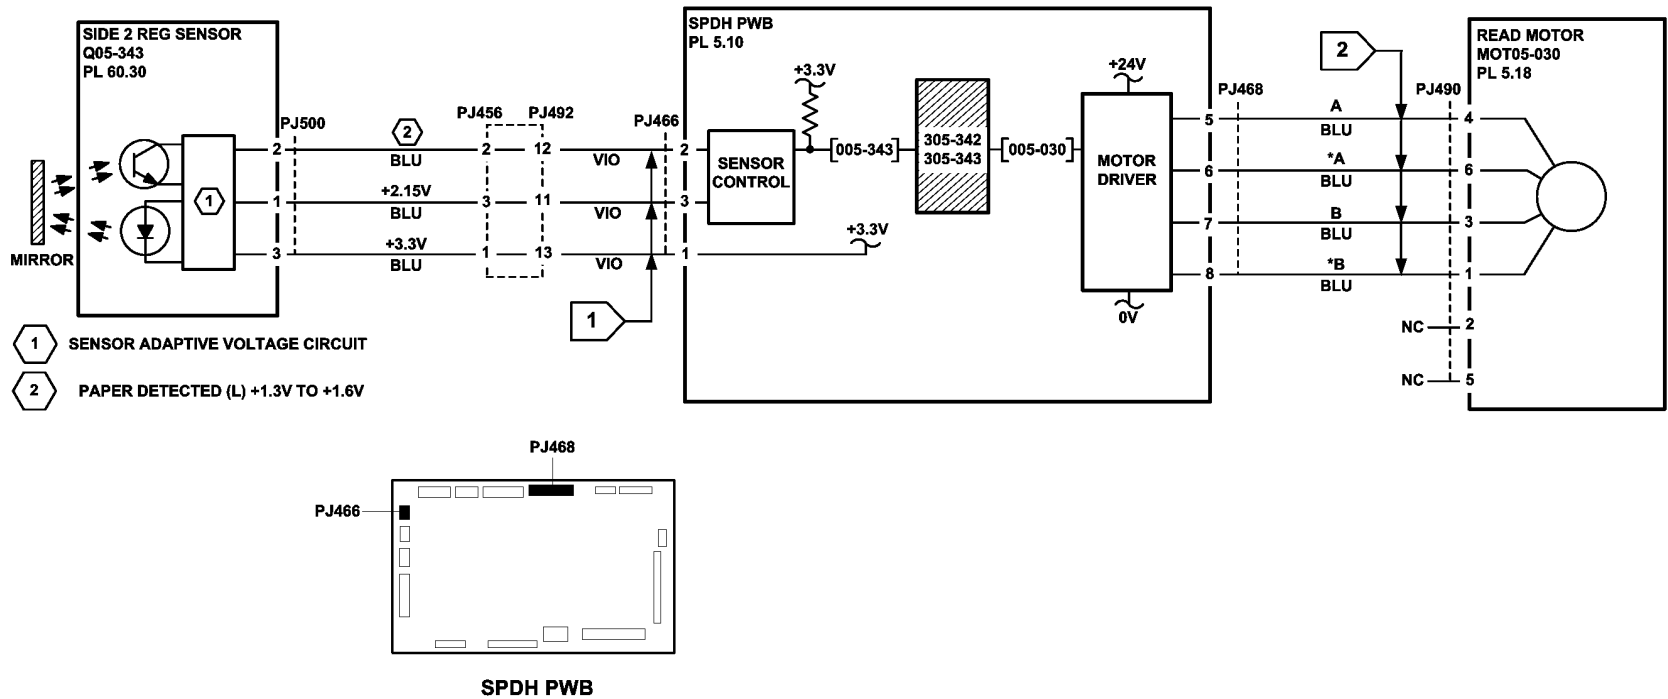 SIDE 2 REG SENSOR
Q05-343
PL 60.30
MIRROR
1
PJ500
2
1
3
2
BLU
+2.15V
BLU
+3.3V
BLU
PJ456
PJ492
2
12
3
11
1
13
VIO
VIO
VIO
PJ466
2
3
1
1
SPDH PWB
PL 5.10
SENSOR
CONTROL
+3.3V
005-343
305-342
305-343
005-030
+3.3V
+24V
MOTOR
DRIVER
0V
5
6
7
8
PJ468
A
BLU
*A
BLU
B
BLU
*B
BLU
2
PJ490
4
6
3
1
NC
2
NC
5
READ MOTOR
MOT05-030
PL 5.18
1 SENSOR ADAPTIVE VOLTAGE CIRCUIT
2 PAPER DETECTED (L) +1.3V TO +1.6V
PJ468
PJ466
SPDH PWB